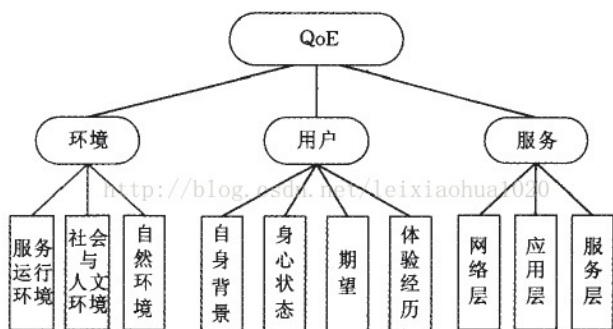 QoE
环境
用户
服务
http://blog.csdn.net/leixiaohua1020
服务运行环境
社会与人文环境
自然环境
自身背景
身心状态
期望
体验经历
网络层
应用层
服务层